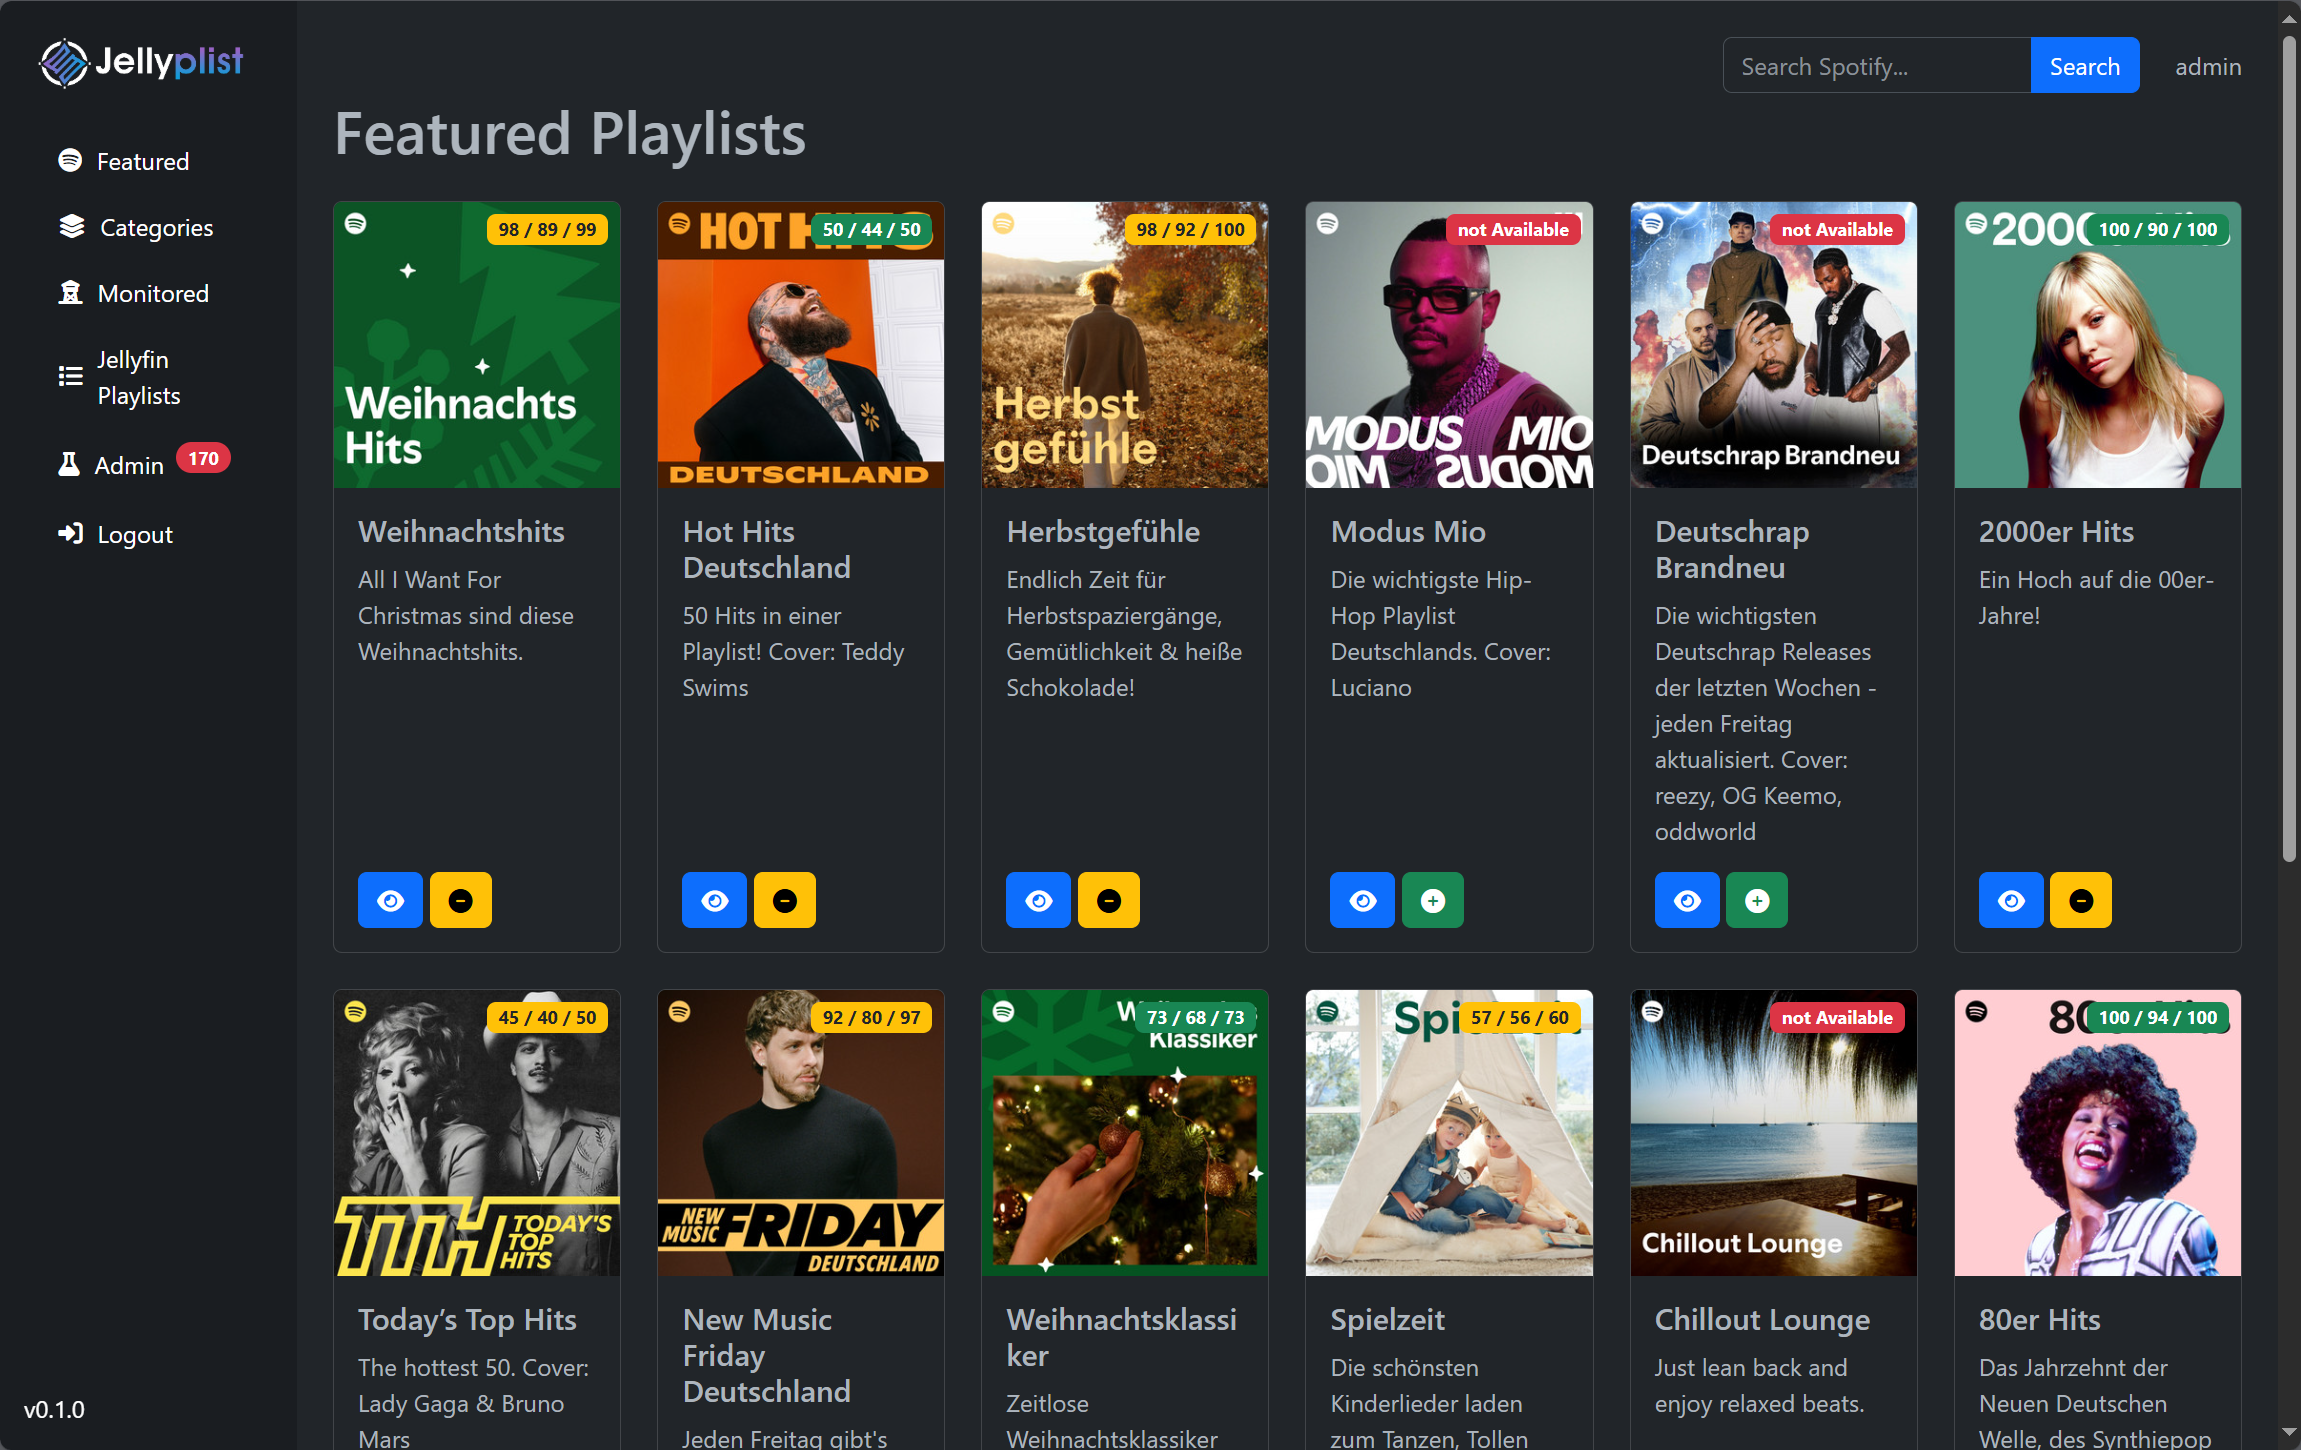 Jellyplist
Search Spotify...
Search
admin
Featured
Categories
Monitored
Jellyfin
Playlists
Admin
170
Logout
v0.1.0
Featured Playlists
98 / 89 / 99
Weihnachts
Hits
Weihnachtshits
All I Want For
Christmas sind diese
Weihnachtshits.
HOT
50 / 44 / 50
DEUTSCHLAND
Hot Hits
Deutschland
50 Hits in einer
Playlist! Cover: Teddy
Swims
98 / 92 / 100
Herbst
gefühle
Herbstgefühle
Endlich Zeit für
Herbstspaziergänge,
Gemütlichkeit & heiße
Schokolade!
not Available
MODUS MIO
MODUS MIO
Modus Mio
Die wichtigste Hip-
Hop Playlist
Deutschlands. Cover:
Luciano
not Available
Deutschrap Brandneu
Deutschrap
Brandneu
Die wichtigsten
Deutschrap Releases
der letzten Wochen -
jeden Freitag
aktualisiert. Cover:
reezy, OG Keemo,
oddworld
2000
100 / 90 / 100
2000er Hits
Ein Hoch auf die 00er-
Jahre!
45 / 40 / 50
TTH TODAY'S
TOP
HITS
Today's Top Hits
The hottest 50. Cover:
Lady Gaga & Bruno
Mars
92 / 80 / 97
NEW
MUSIC FRIDAY
DEUTSCHLAND
New Music
Friday
Deutschland
Jeden Freitag gibt's
73 / 68 / 73
Klassiker
Weihnachtsklassi
ker
Zeitlose
Weihnachtsklassiker
57 / 56 / 60
Spielzeit
Die schönsten
Kinderlieder laden
zum Tanzen, Tollen
not Available
Chillout Lounge
Chillout Lounge
Just lean back and
enjoy relaxed beats.
100 / 94 / 100
80er Hits
Das Jahrzehnt der
Neuen Deutschen
Welle, des Synthiepop